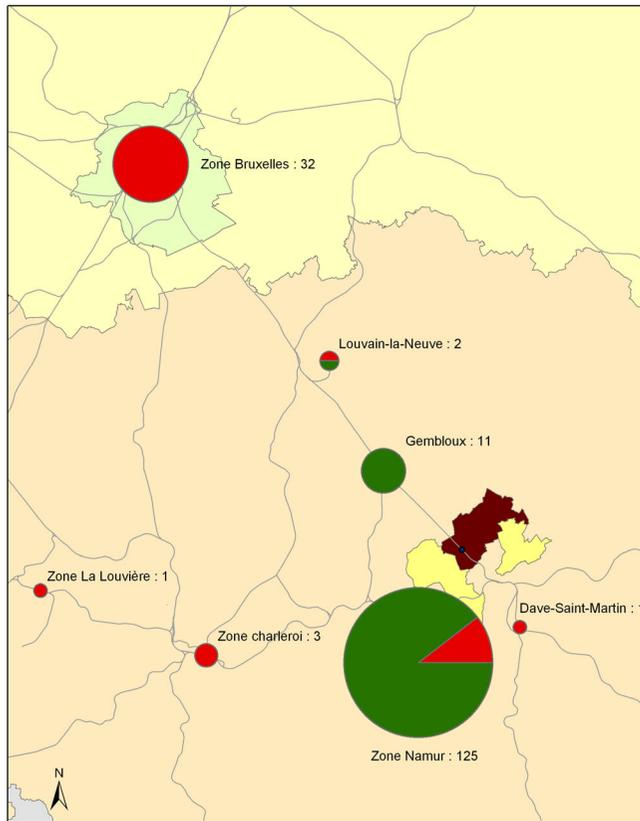 Zone Bruxelles : 32
Louvain-la-Neuve : 2
Gembloux : 11
Zone La Louvière : 1
Dave-Saint-Martin :
Zone charleroi : 3
Zone Namur : 125
N